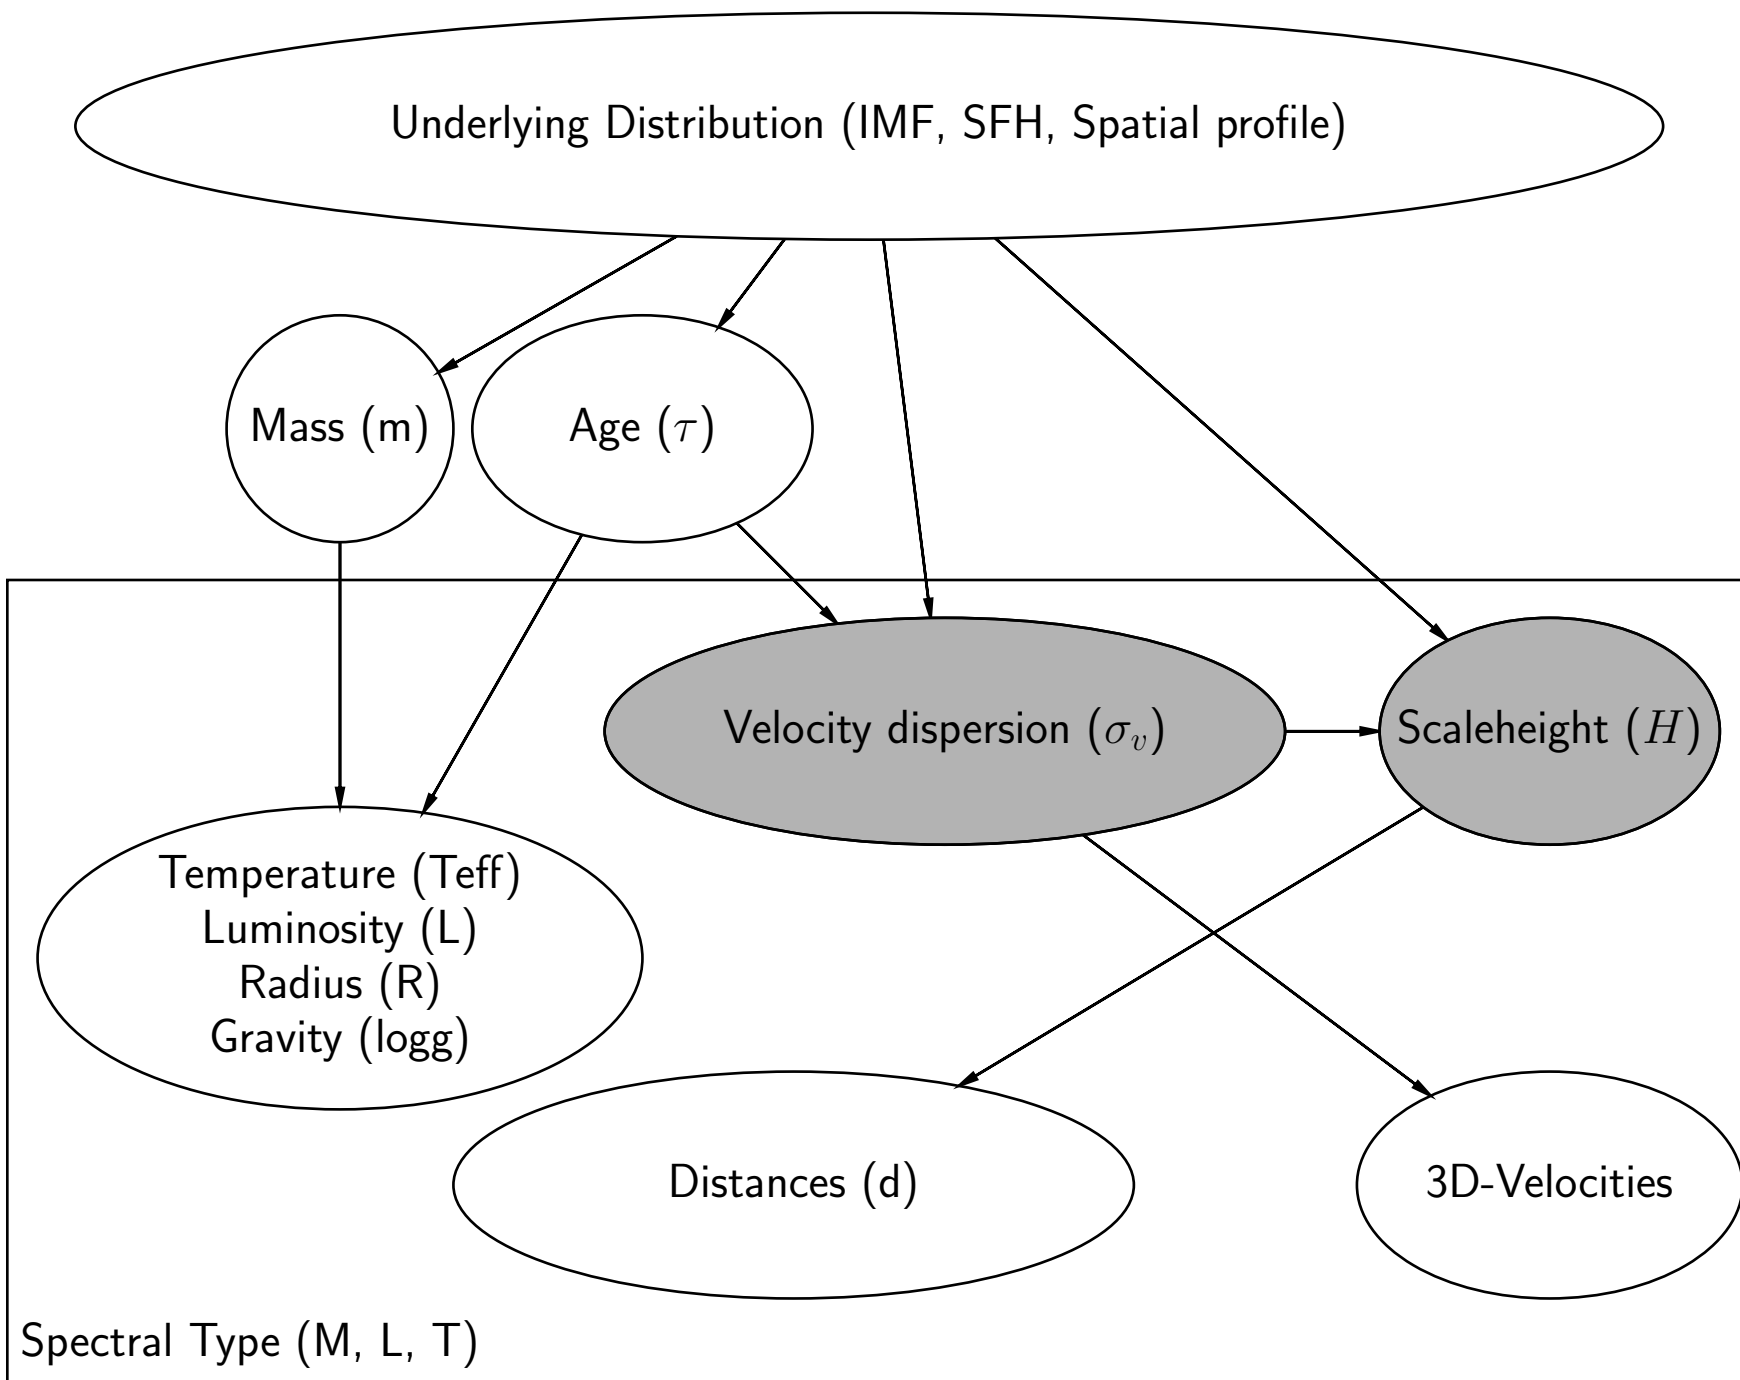 Underlying Distribution (IMF, SFH, Spatial profile)
Mass (m)
Age (τ)
Velocity dispersion (σ_v)
Scaleheight (H)
Temperature (Teff)
Luminosity (L)
Radius (R)
Gravity (logg)
Distances (d)
3D-Velocities
Spectral Type (M, L, T)